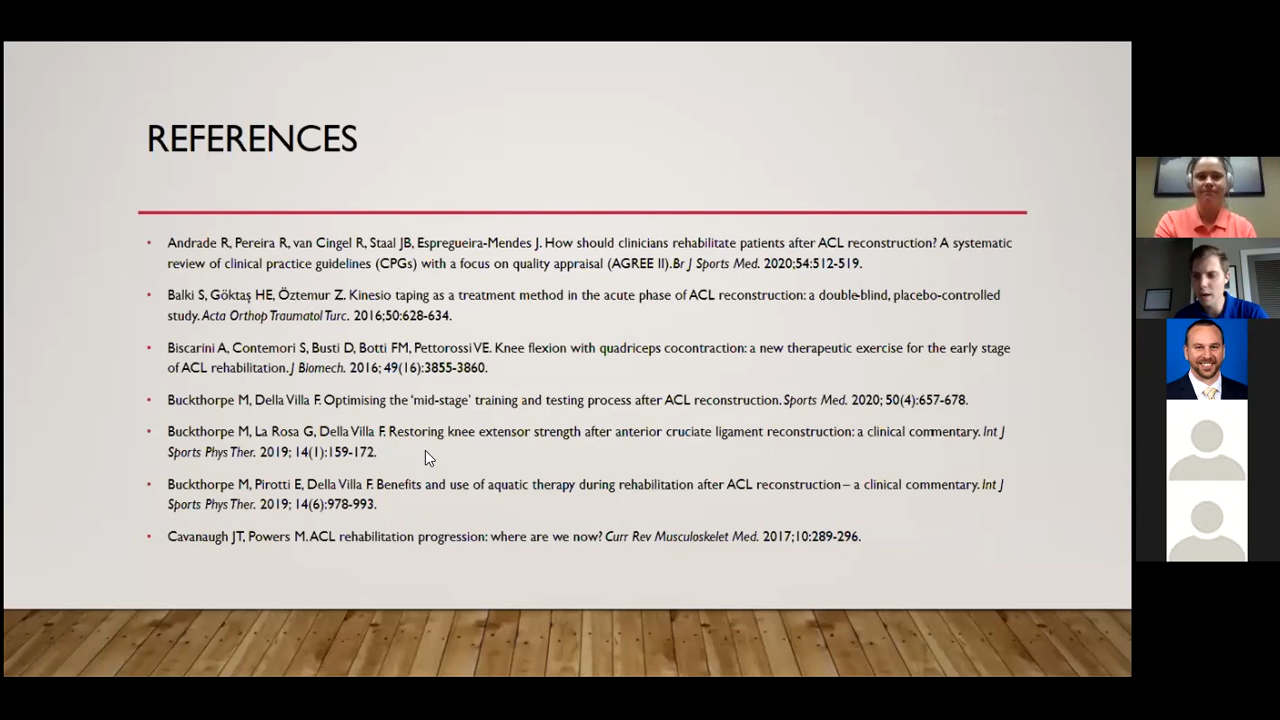 REFERENCES
• Andrade R, Pereira R, van Cingel R, Staal JB, Espregueira-Mendes J. How should clinicians rehabilitate patients after ACL reconstruction? A systematic
review of clinical practice guidelines (CPGs) with a focus on quality appraisal (AGREE II). Br J Sports Med. 2020;54:512-519.
• Balki S, Göktaş HE, Öztemur Z. Kinesio taping as a treatment method in the acute phase of ACL reconstruction: a double-blind, placebo-controlled
study. Acta Orthop Traumatol Turc. 2016;50:628-634.
• Biscarini A, Contemori S, Busti D, Botti FM, Pettorossi VE. Knee flexion with quadriceps cocontraction: a new therapeutic exercise for the early stage
of ACL rehabilitation. J Biomech. 2016; 49(16):3855-3860.
• Buckthorpe M, Della Villa F. Optimising the ‘mid-stage’ training and testing process after ACL reconstruction. Sports Med. 2020; 50(4):657-678.
• Buckthorpe M, La Rosa G, Della Villa F. Restoring knee extensor strength after anterior cruciate ligament reconstruction: a clinical commentary. Int J
Sports Phys Ther. 2019; 14(1):159-172.
• Buckthorpe M, Pirotti E, Della Villa F. Benefits and use of aquatic therapy during rehabilitation after ACL reconstruction – a clinical commentary. Int J
Sports Phys Ther. 2019; 14(6):978-993.
• Cavanaugh JT, Powers M. ACL rehabilitation progression: where are we now? Curr Rev Musculoskelet Med. 2017;10:289-296.